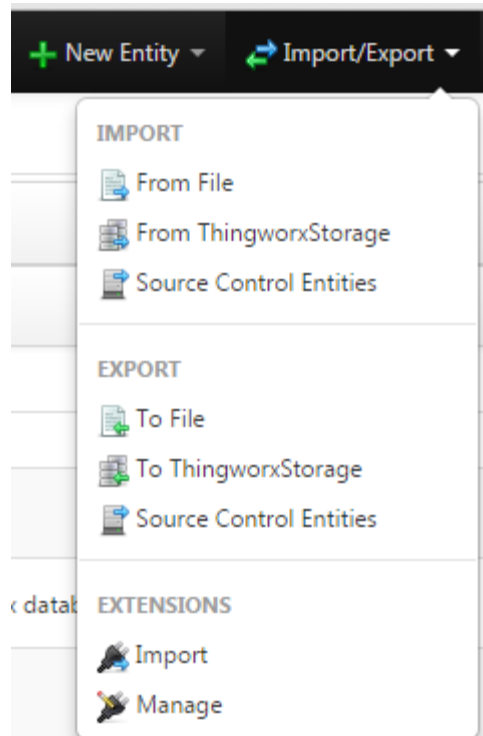 New Entity
Import/Export
IMPORT
From File
From ThingworxStorage
Source Control Entities
EXPORT
To File
To ThingworxStorage
Source Control Entities
x datab
EXTENSIONS
Import
Manage